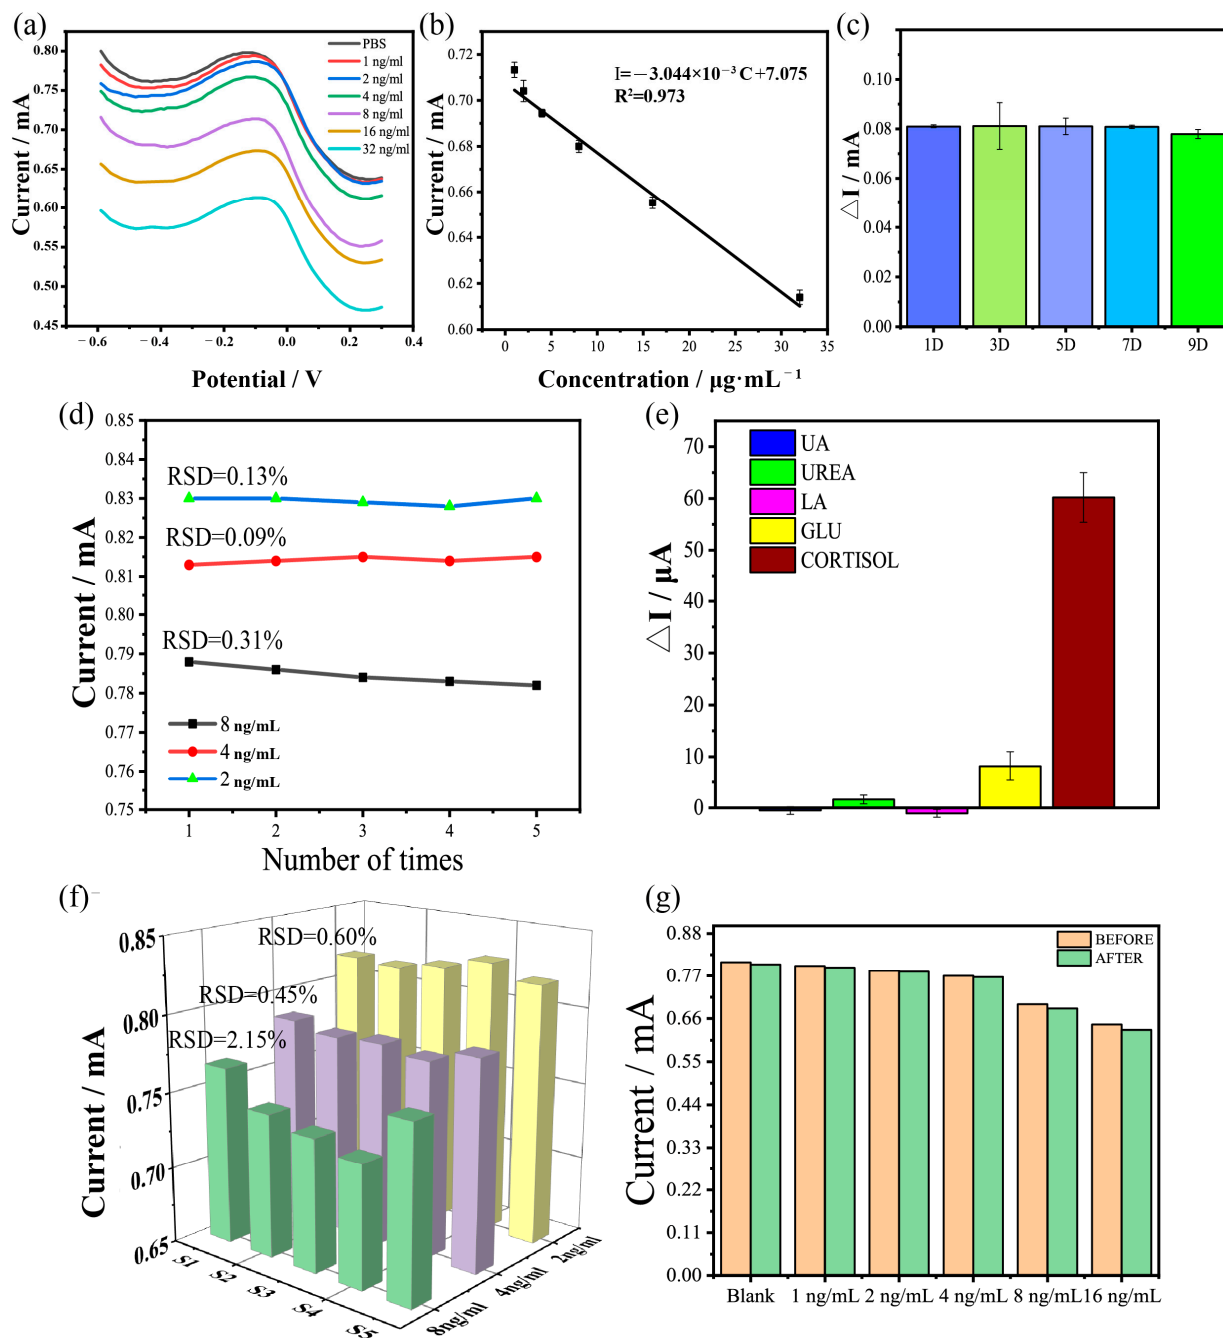 (a)
0.80
0.75
0.70
0.65
0.60
0.55
0.50
0.45
Current / mA
−0.6
−0.4
−0.2
0.0
0.2
0.4
Potential / V
PBS
1 ng/ml
2 ng/ml
4 ng/ml
8 ng/ml
16 ng/ml
32 ng/ml
(b)
0.72
0.70
0.68
0.66
0.64
0.62
0.60
Current / mA
I=−3.044×10⁻³ C+7.075
R²=0.973
0
5
10
15
20
25
30
35
Concentration / μg·mL⁻¹
(c)
0.10
0.08
0.06
0.04
0.02
0.00
△I / mA
1D
3D
5D
7D
9D
(d)
0.85
0.84
0.83
0.82
0.81
0.80
0.79
0.78
0.77
0.76
0.75
Current / mA
RSD=0.13%
RSD=0.09%
RSD=0.31%
8 ng/mL
4 ng/mL
2 ng/mL
1
2
3
4
5
Number of times
(e)
70
60
50
40
30
20
10
0
△I / μA
UA
UREA
LA
GLU
CORTISOL
(f)
0.85
0.80
0.75
0.70
0.65
Current / mA
RSD=0.60%
RSD=0.45%
RSD=2.15%
S1
S2
S3
S4
S5
8ng/ml
4ng/ml
2ng/ml
(g)
0.88
0.77
0.66
0.55
0.44
0.33
0.22
0.11
0.00
Current / mA
BEFORE
AFTER
Blank
1 ng/mL
2 ng/mL
4 ng/mL
8 ng/mL
16 ng/mL